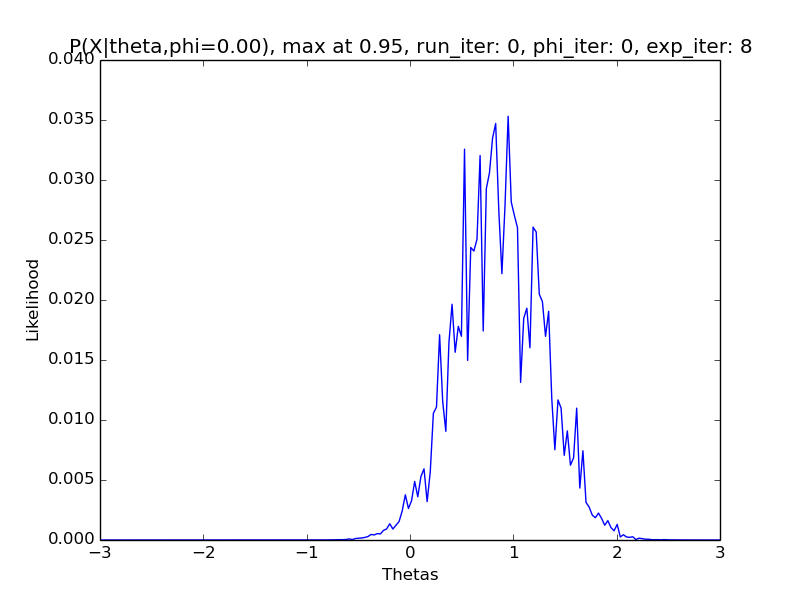 P(X|theta,phi=0.00), max at 0.95, run_iter: 0, phi_iter: 0, exp_iter: 8
0.040
0.035
0.030
0.025
0.020
0.015
0.010
0.005
0.000
Likelihood
−3 −2 −1 0 1 2 3
Thetas